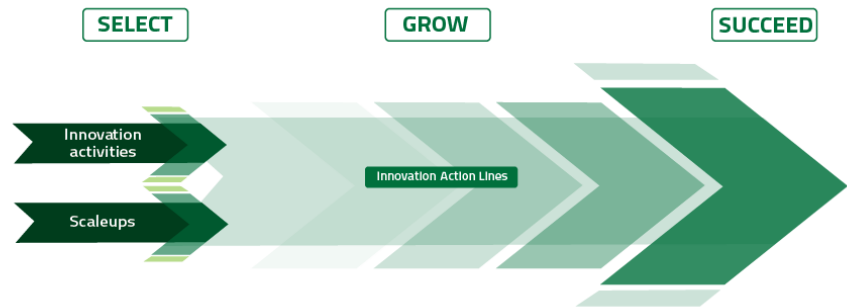 SELECT
GROW
SUCCEED
Innovation
activities
Innovation Action Lines
Scaleups